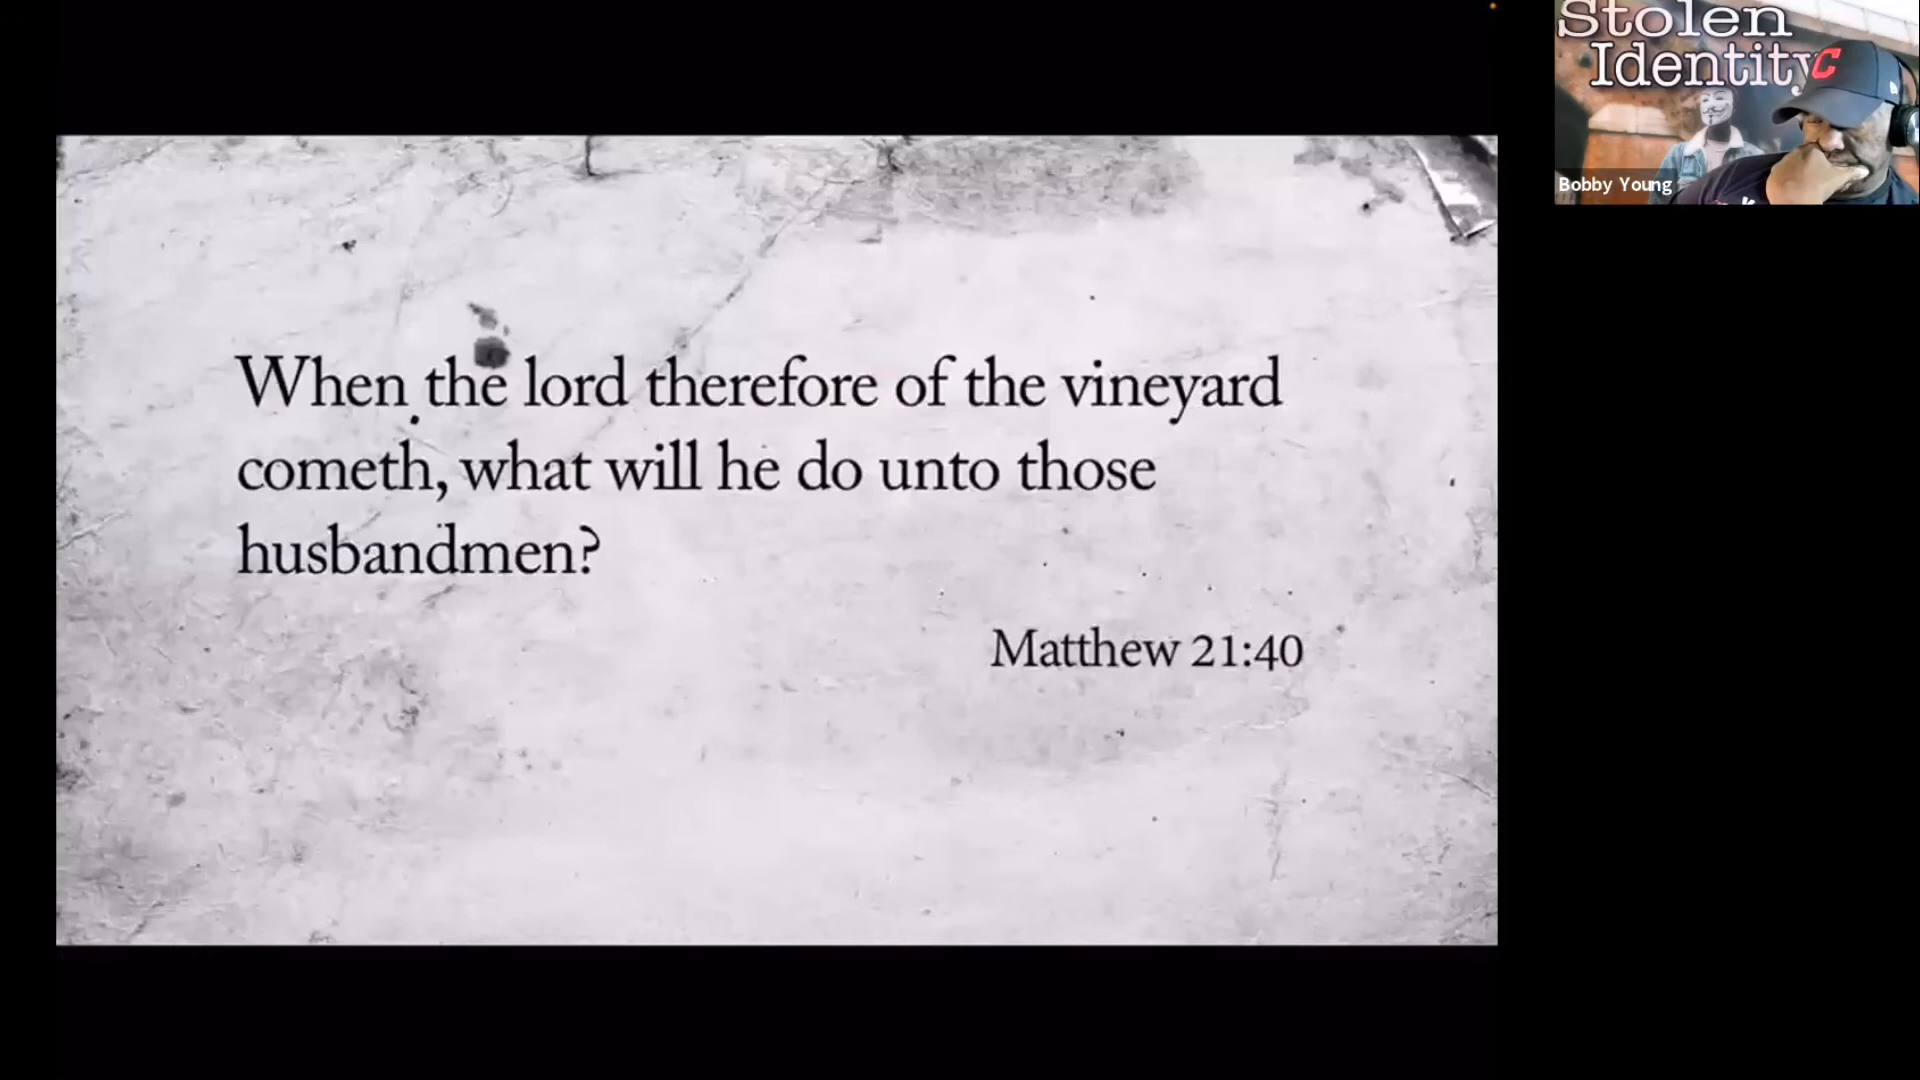 When the lord therefore of the vineyard
cometh, what will he do unto those
husbandmen?
Matthew 21:40
Stolen
Identity
C
Bobby Young